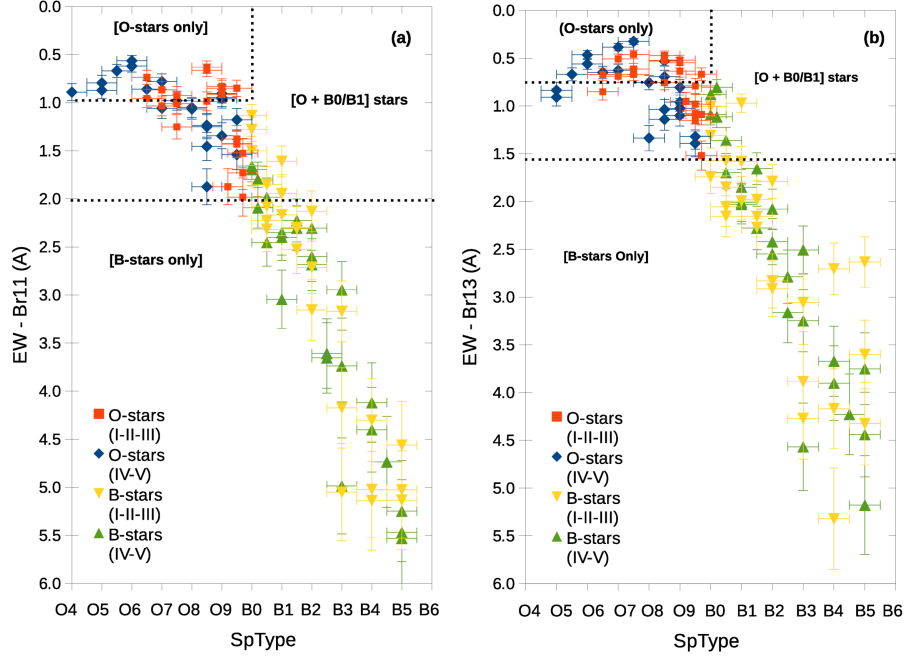 [O-stars only]
(a)
[O + B0/B1] stars
[B-stars only]
0.0
0.5
1.0
1.5
2.0
2.5
3.0
3.5
4.0
4.5
5.0
5.5
6.0
EW - Br11 (A)
O-stars
(I-II-III)
O-stars
(IV-V)
B-stars
(I-II-III)
B-stars
(IV-V)
O4 O5 O6 O7 O8 O9 B0 B1 B2 B3 B4 B5 B6
SpType
(O-stars only)
(b)
[O + B0/B1] stars
[B-stars Only]
0.0
0.5
1.0
1.5
2.0
2.5
3.0
3.5
4.0
4.5
5.0
5.5
6.0
EW - Br13 (A)
O-stars
(I-II-III)
O-stars
(IV-V)
B-stars
(I-II-III)
B-stars
(IV-V)
O4 O5 O6 O7 O8 O9 B0 B1 B2 B3 B4 B5 B6
SpType